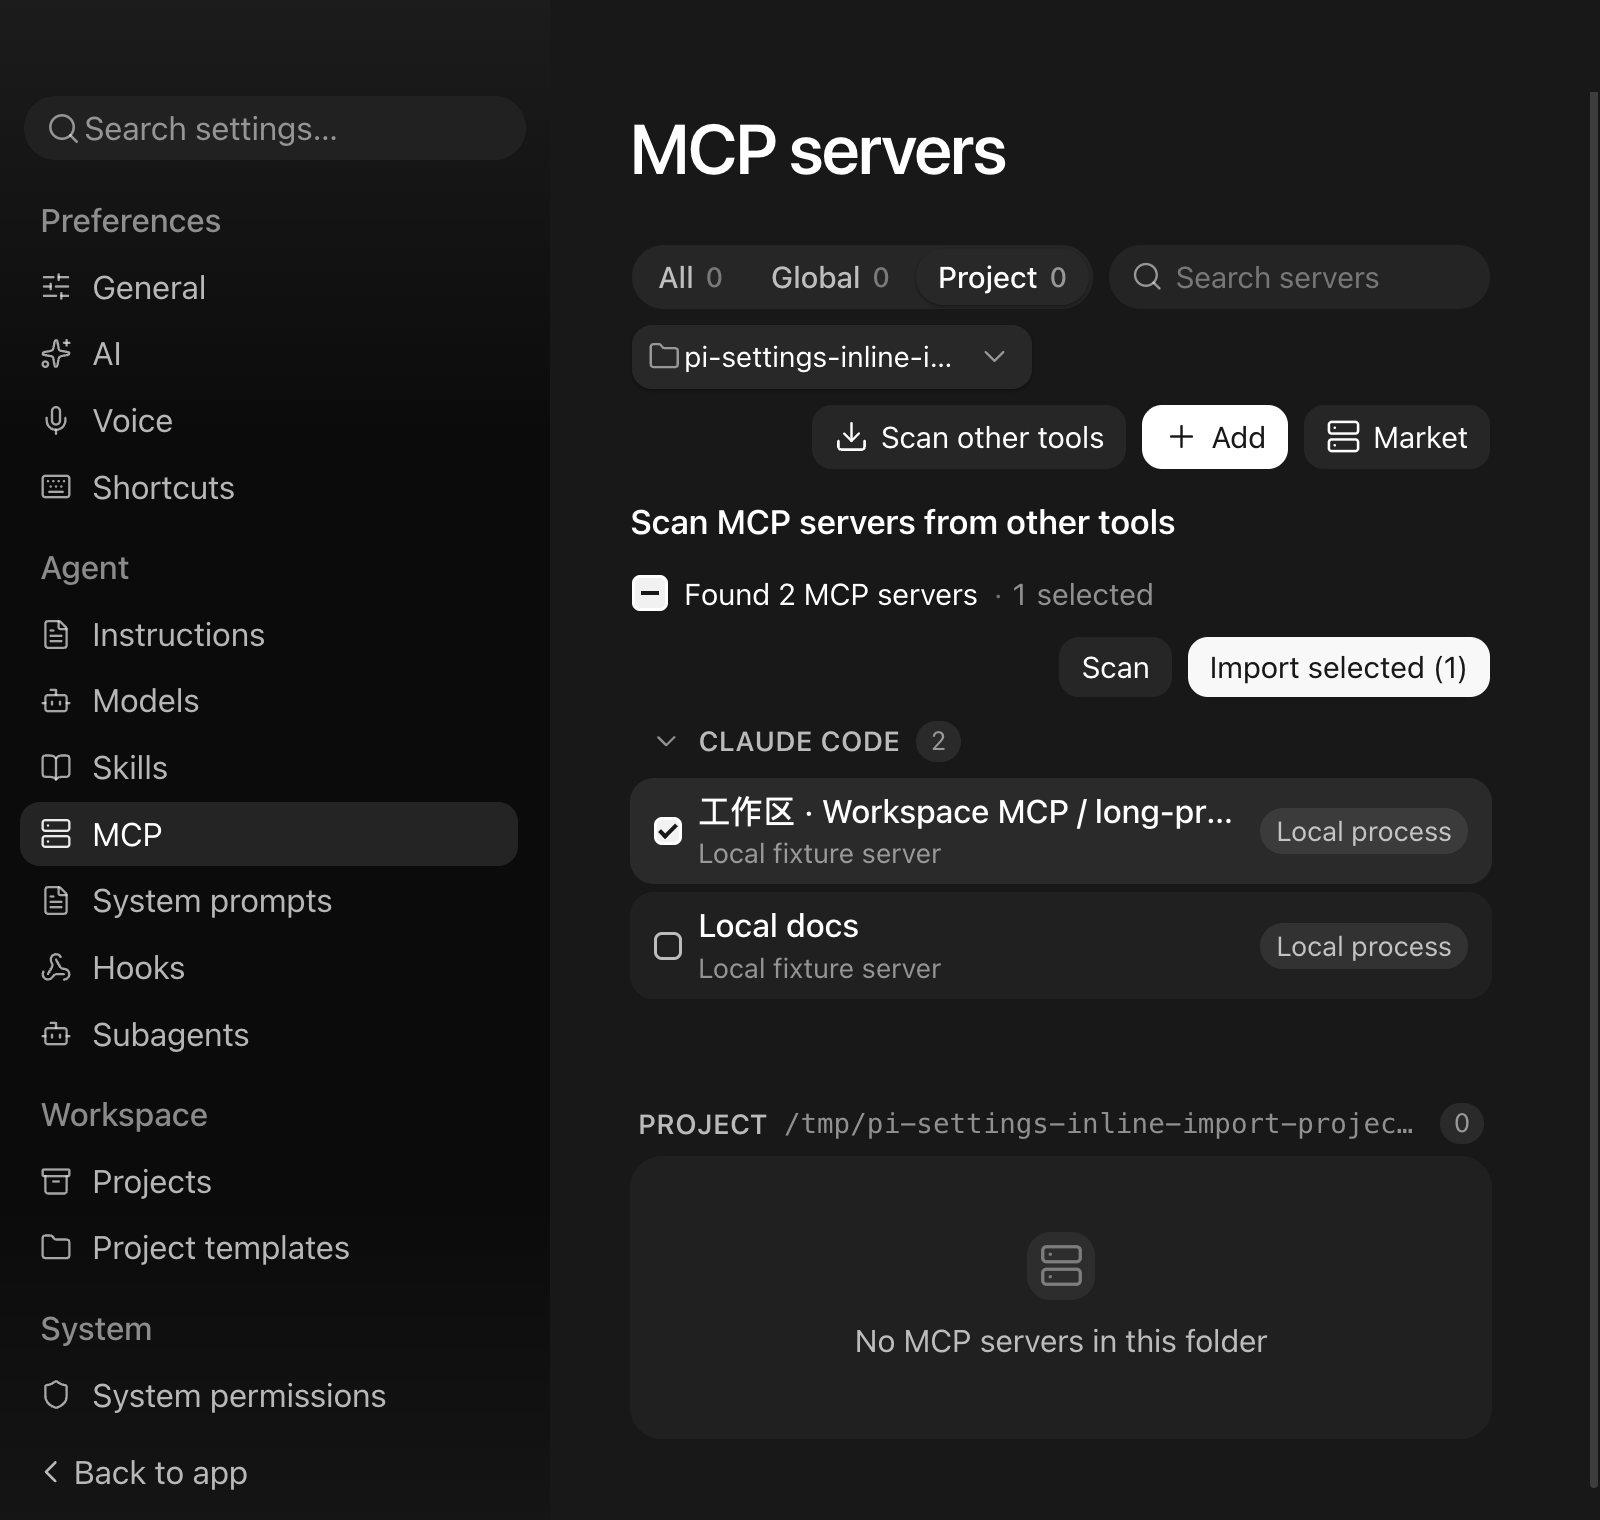 Search settings...
Preferences
General
AI
Voice
Shortcuts
Agent
Instructions
Models
Skills
MCP
System prompts
Hooks
Subagents
Workspace
Projects
Project templates
System
System permissions
Back to app
MCP servers
All 0 Global 0 Project 0 Search servers
pi-settings-inline-i...
Scan other tools Add Market
Scan MCP servers from other tools
Found 2 MCP servers · 1 selected
Scan Import selected (1)
CLAUDE CODE 2
工作区 · Workspace MCP / long-pr...
Local fixture server
Local process
Local docs
Local fixture server
Local process
PROJECT /tmp/pi-settings-inline-import-projec... 0
No MCP servers in this folder